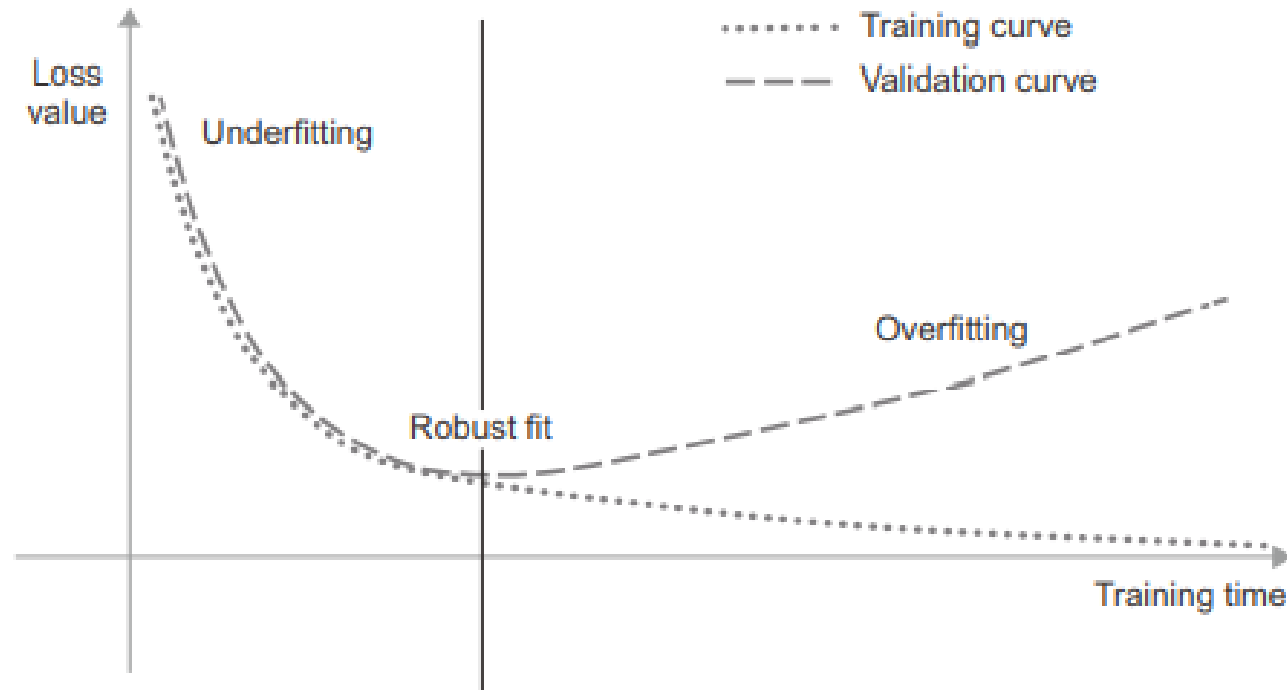 Training curve
Validation curve
Loss
value
Underfitting
Overfitting
Robust fit
Training time